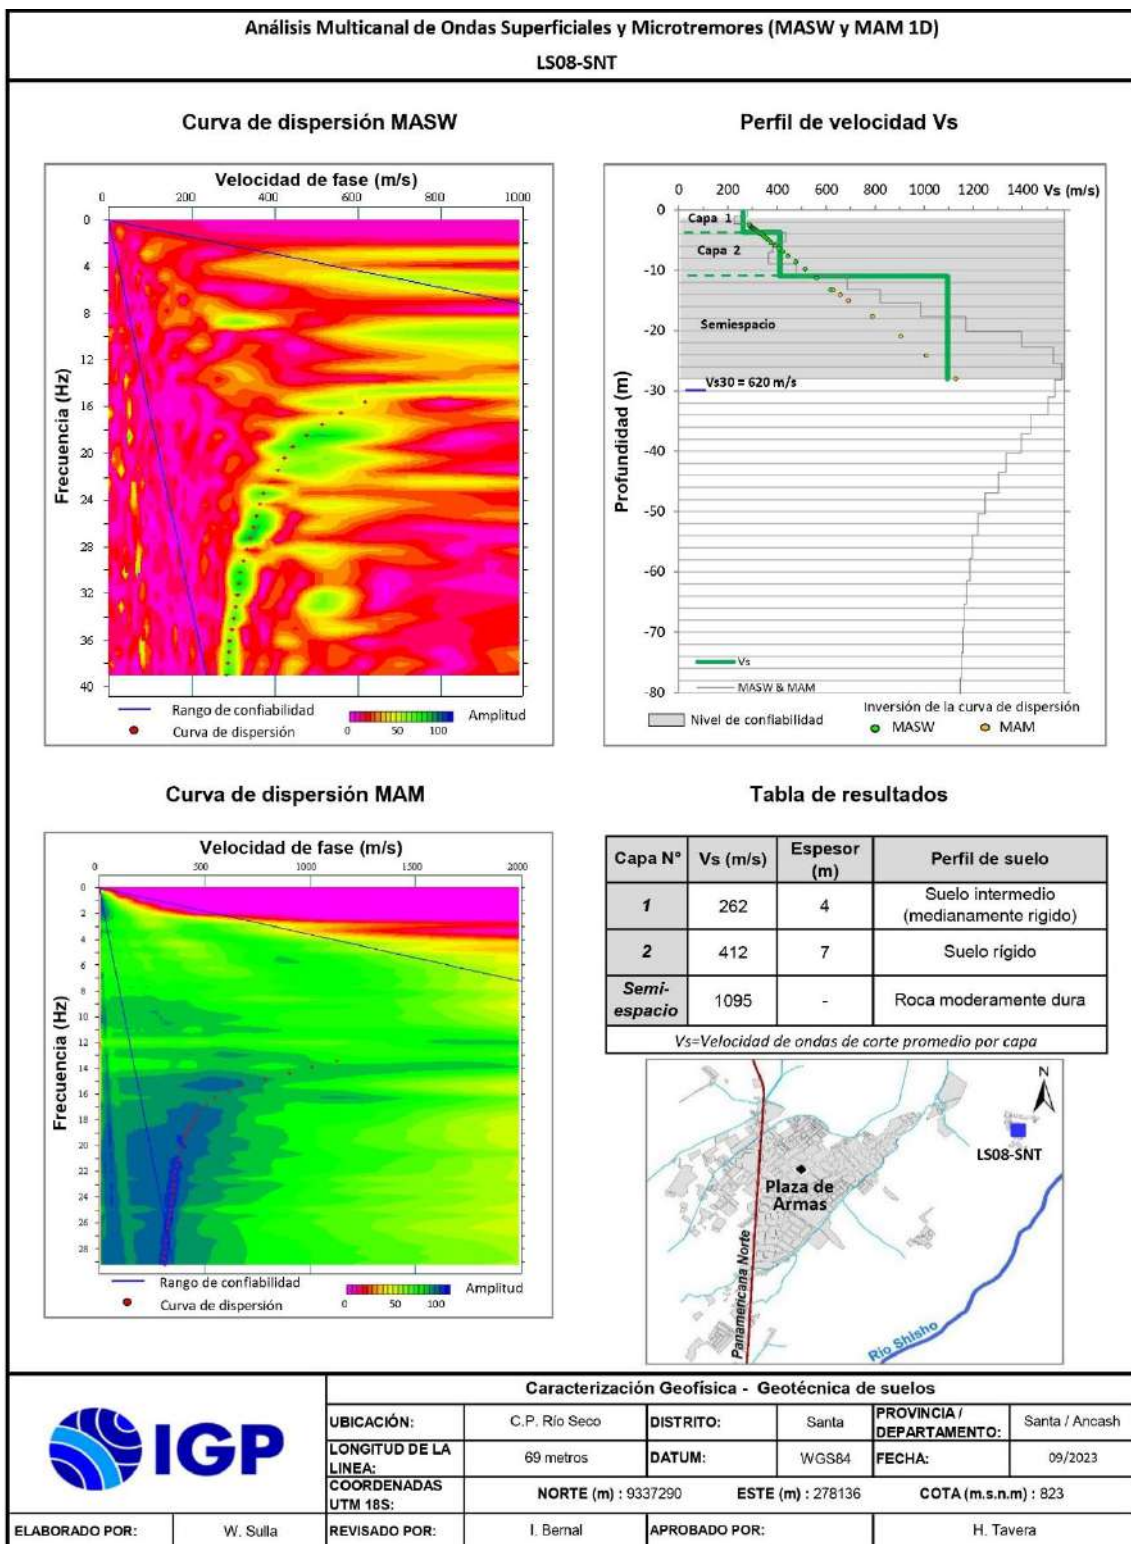 Análisis Multicanal de Ondas Superficiales y Microtremores (MASW y MAM 1D)
LS08-SNT
Curva de dispersión MASW
Velocidad de fase (m/s)
0 200 400 600 800 1000
Frecuencia (Hz)
0
4
8
12
16
20
24
28
32
36
40
Rango de confiabilidad
Curva de dispersión
0 50 100
Amplitud
Perfil de velocidad Vs
0 200 400 600 800 1000 1200 1400 Vs (m/s)
Profundidad (m)
0
-10
-20
-30
-40
-50
-60
-70
-80
Capa 1
Capa 2
Semiespacio
Vs30 = 620 m/s
Vs
MASW & MAM
Nivel de confiabilidad
Inversión de la curva de dispersión
MASW MAM
Curva de dispersión MAM
Velocidad de fase (m/s)
0 500 1000 1500 2000
Frecuencia (Hz)
0
2
4
6
8
10
12
14
16
18
20
22
24
26
28
Rango de confiabilidad
Curva de dispersión
0 50 100
Amplitud
Tabla de resultados
Capa N° Vs (m/s) Espesor (m) Perfil de suelo
1 262 4 Suelo intermedio (medianamente rigido)
2 412 7 Suelo rígido
Semi-espacio 1095 - Roca moderamente dura
Vs=Velocidad de ondas de corte promedio por capa
N
LS08-SNT
Plaza de
Armas
Panamericana Norte
Rio Shisho
IGP
Caracterización Geofísica - Geotécnica de suelos
UBICACIÓN: C.P. Río Seco DISTRITO: Santa PROVINCIA / DEPARTAMENTO: Santa / Ancash
LONGITUD DE LA LINEA: 69 metros DATUM: WGS84 FECHA: 09/2023
COORDENADAS UTM 18S: NORTE (m) : 9337290 ESTE (m) : 278136 COTA (m.s.n.m) : 823
ELABORADO POR: W. Sulla REVISADO POR: I. Bernal APROBADO POR: H. Tavera